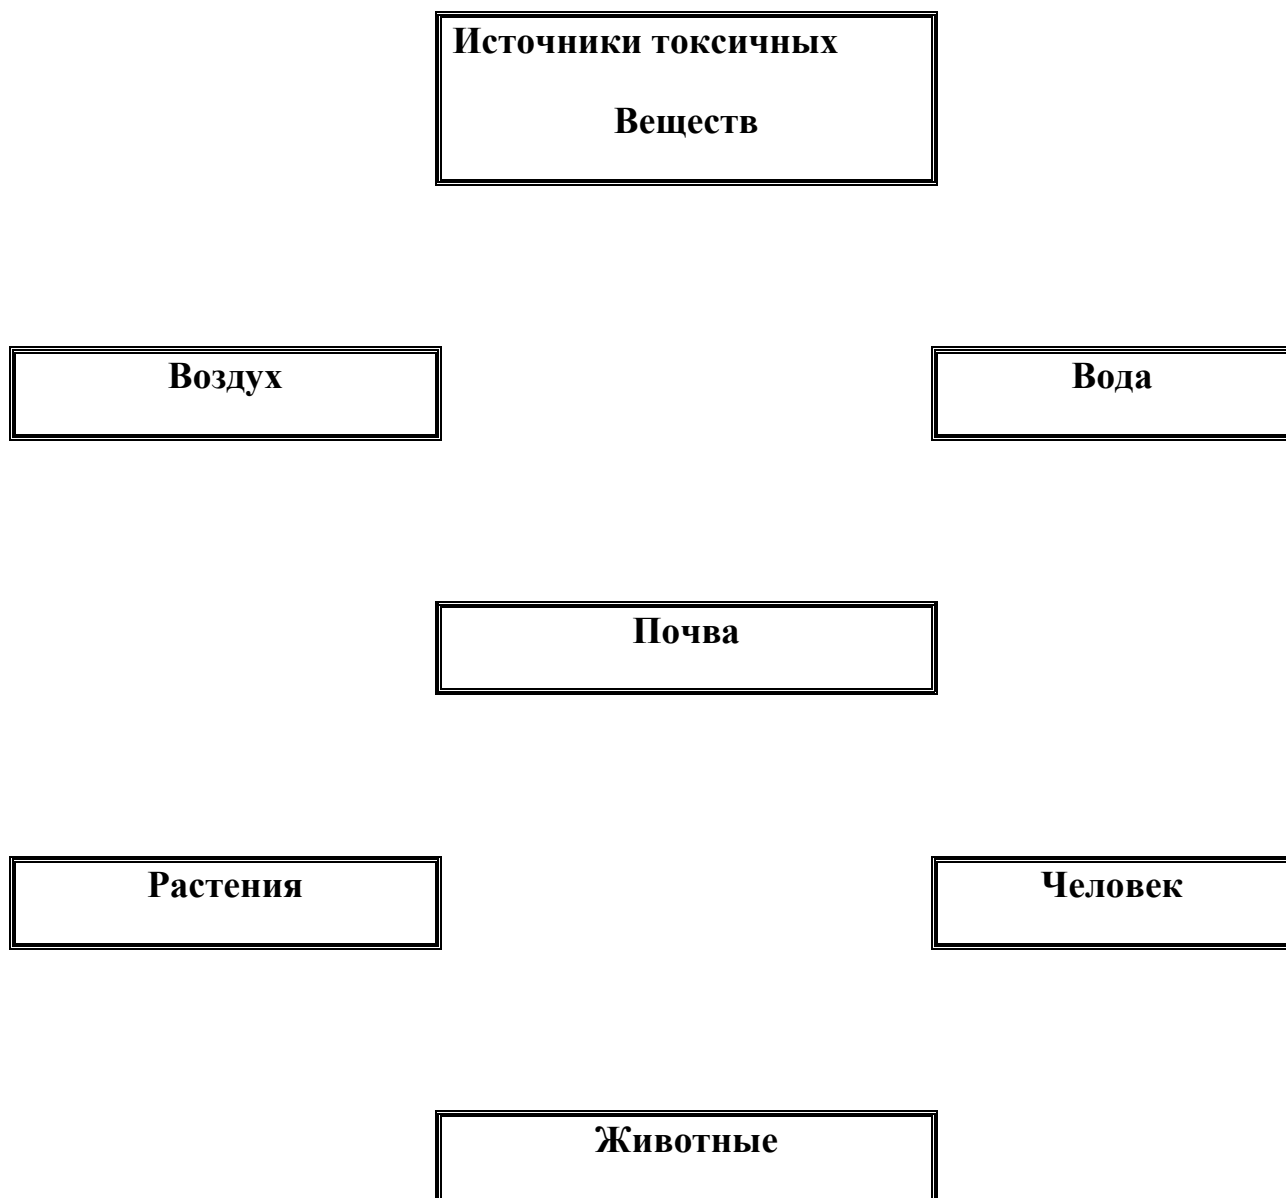 Источники токсичных
Веществ
Воздух
Вода
Почва
Растения
Человек
Животные